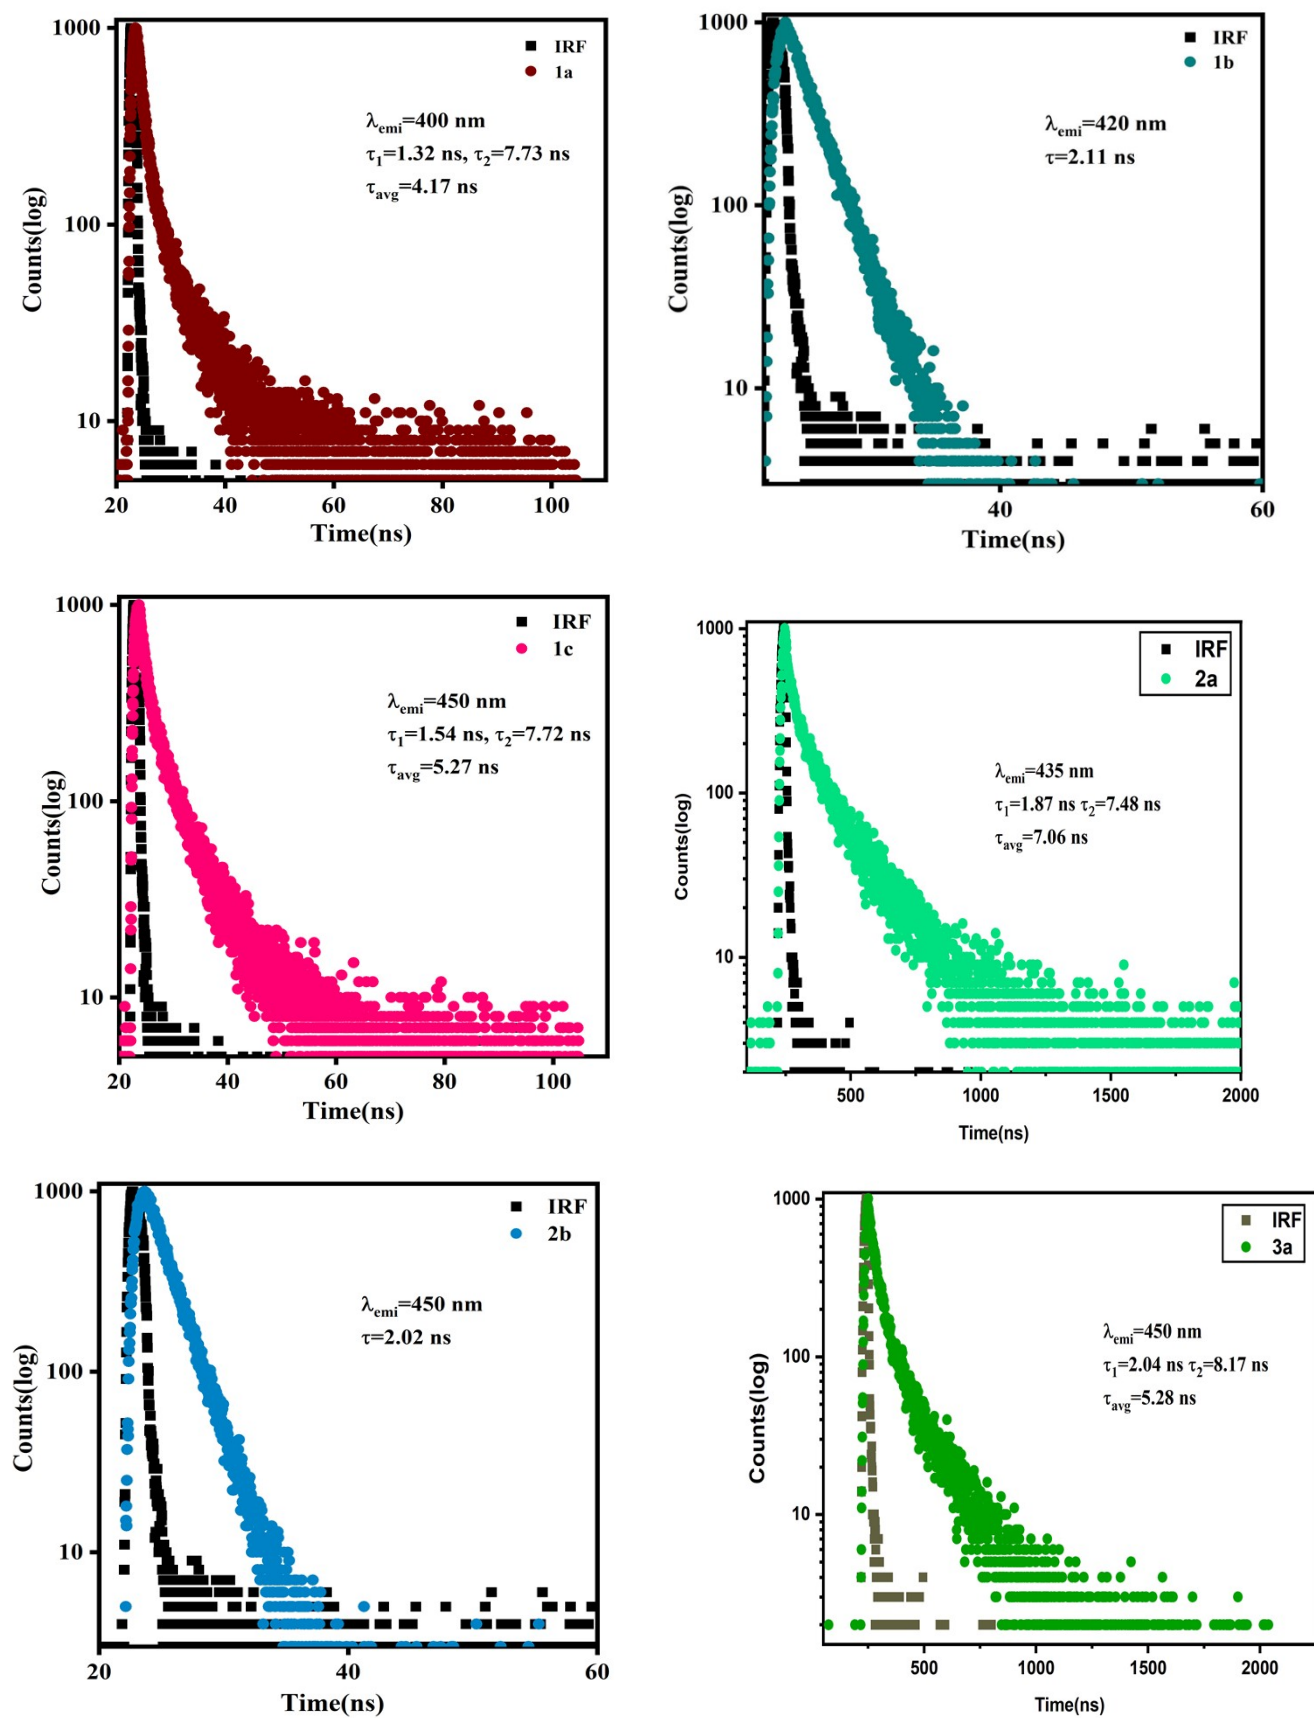 1000
100
10
Counts(log)
20 40 60 80 100
Time(ns)
IRF
1a
λemi=400 nm
τ1=1.32 ns, τ2=7.73 ns
τavg=4.17 ns
1000
100
10
Counts(log)
40 60
Time(ns)
IRF
1b
λemi=420 nm
τ=2.11 ns
1000
100
10
Counts(log)
20 40 60 80 100
Time(ns)
IRF
1c
λemi=450 nm
τ1=1.54 ns, τ2=7.72 ns
τavg=5.27 ns
1000
100
10
Counts(log)
500 1000 1500 2000
Time(ns)
IRF
2a
λemi=435 nm
τ1=1.87 ns τ2=7.48 ns
τavg=7.06 ns
1000
100
10
Counts(log)
20 40 60
Time(ns)
IRF
2b
λemi=450 nm
τ=2.02 ns
1000
100
10
Counts(log)
500 1000 1500 2000
Time(ns)
IRF
3a
λemi=450 nm
τ1=2.04 ns τ2=8.17 ns
τavg=5.28 ns